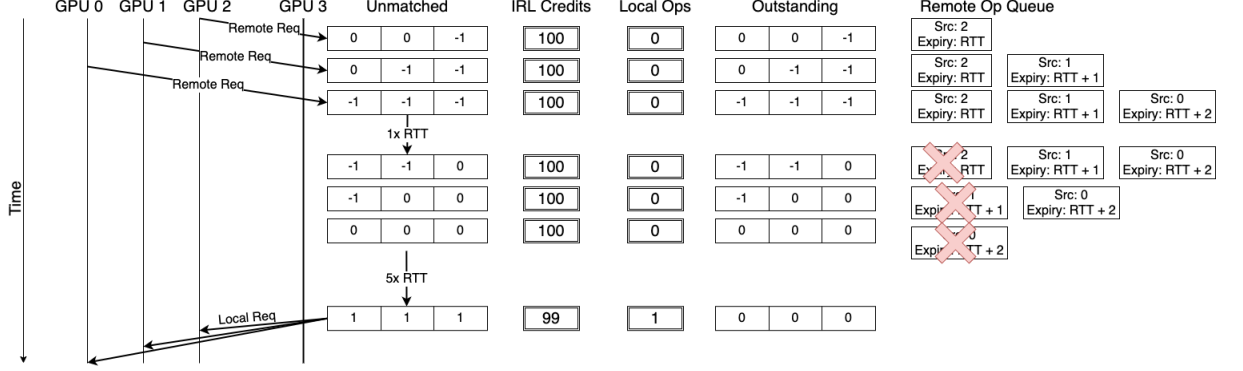 GPU 0 GPU 1 GPU 2 GPU 3 Unmatched IRL Credits Local Ops Outstanding Remote Op Queue
Remote Req
0 0 -1 100 0 0 0 -1
Src: 2
Expiry: RTT
Remote Req
0 -1 -1 100 0 0 -1 -1
Src: 2 Src: 1
Expiry: RTT Expiry: RTT + 1
Remote Req
-1 -1 -1 100 0 -1 -1 -1
Src: 2 Src: 1 Src: 0
Expiry: RTT Expiry: RTT + 1 Expiry: RTT + 2
1x RTT
-1 -1 0 100 0 -1 -1 0
2 Src: 1 Src: 0
RTT Expiry: RTT + 1 Expiry: RTT + 2
Time
-1 0 0 100 0 -1 0 0
Src: 0
+ 1 Expiry: RTT + 2
0 0 0 100 0 0 0 0
+ 2
5x RTT
Local Req
1 1 1 99 1 0 0 0